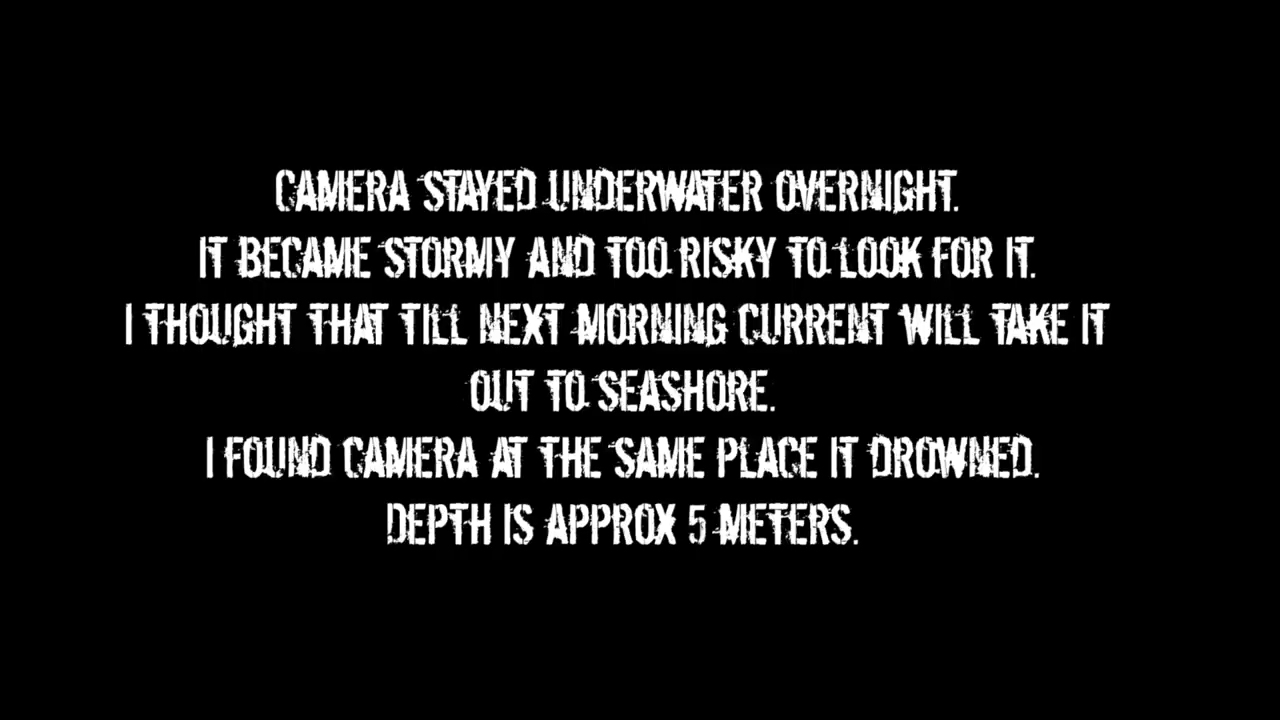 CAMERA STAYED UNDERWATER OVERNIGHT.
IT BECAME STORMY AND TOO RISKY TO LOOK FOR IT.
I THOUGHT THAT TILL NEXT MORNING CURRENT WILL TAKE IT
OUT TO SEASHORE.
I FOUND CAMERA AT THE SAME PLACE IT DROWNED.
DEPTH IS APPROX 5 METERS.